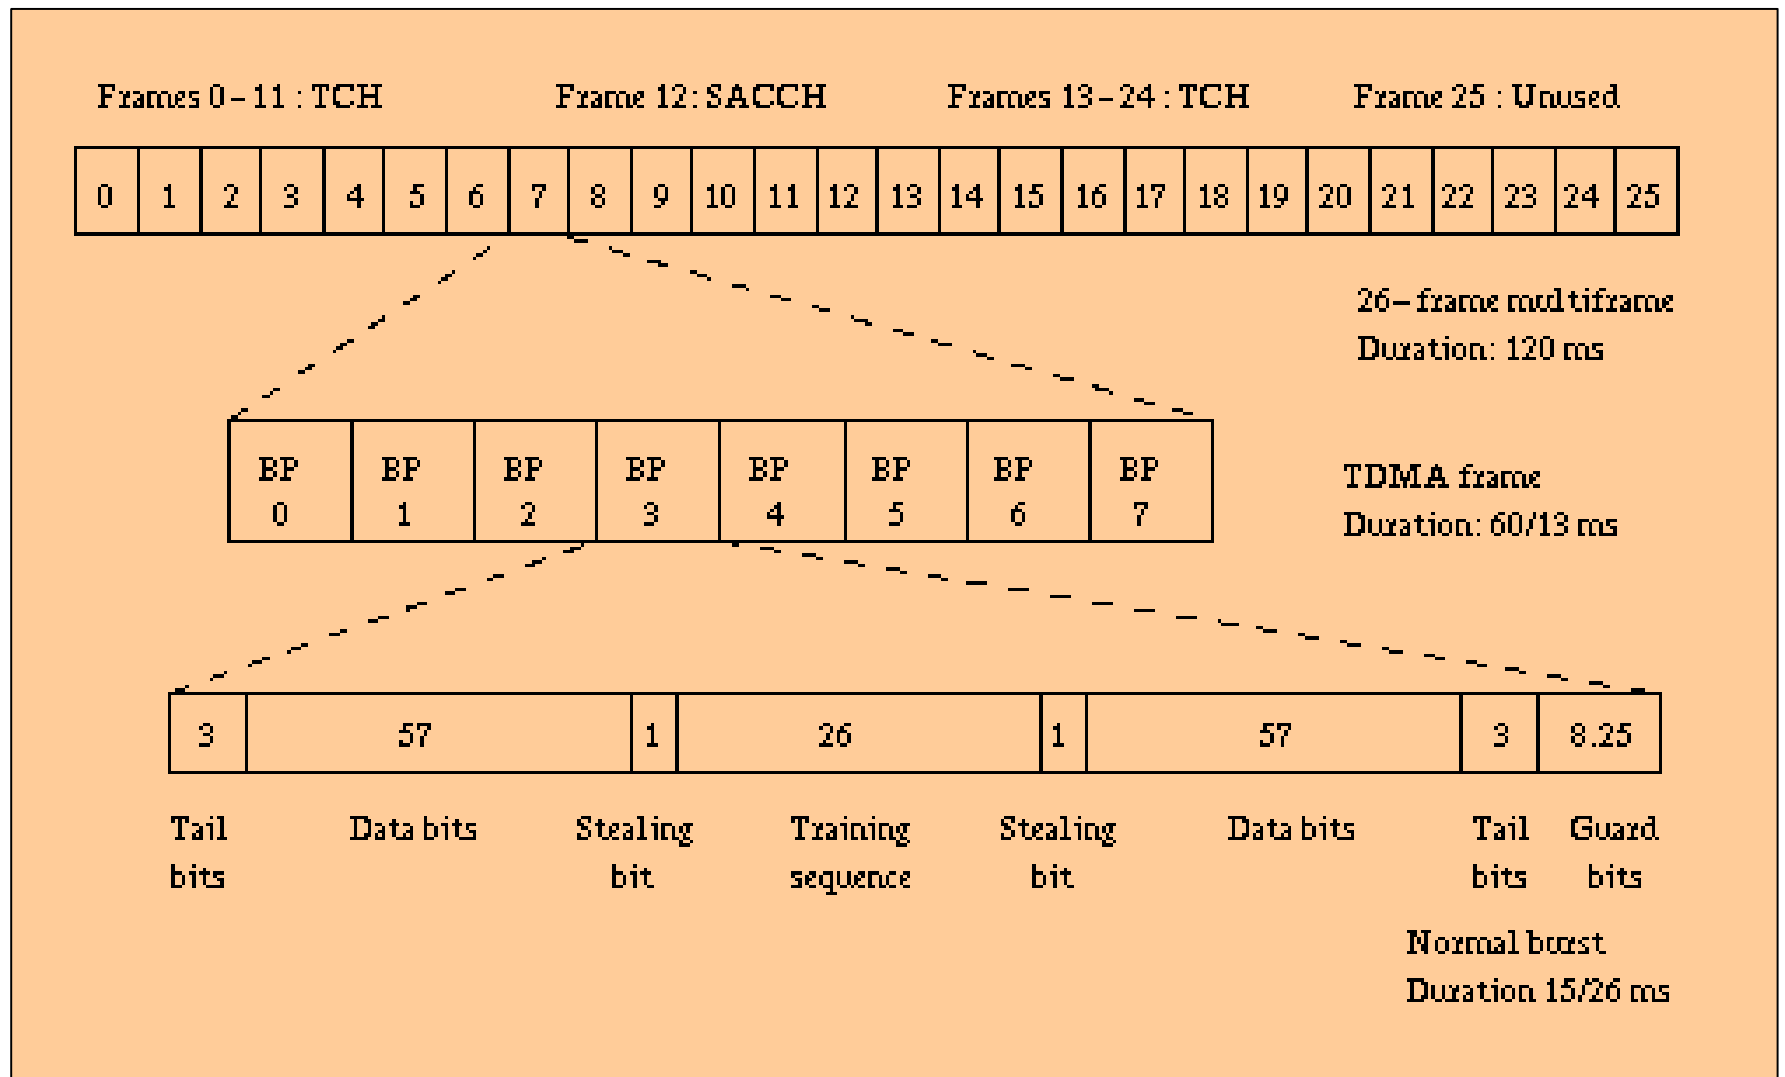 Frames 0–11 : TCH Frame 12: SACCH Frames 13–24 : TCH Frame 25 : Unused
0 1 2 3 4 5 6 7 8 9 10 11 12 13 14 15 16 17 18 19 20 21 22 23 24 25
26–frame multiframe
Duration: 120 ms
BP BP BP BP BP BP BP BP
0 1 2 3 4 5 6 7
TDMA frame
Duration: 60/13 ms
3 57 1 26 1 57 3 8.25
Tail Data bits Stealing Training Stealing Data bits Tail Guard
bits bit sequence bit bits bits
Normal burst
Duration 15/26 ms